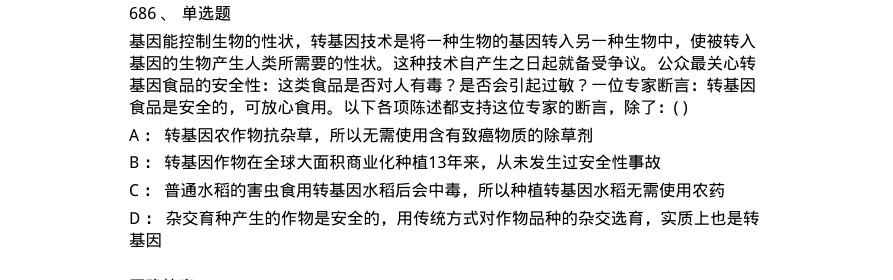 686 、 单选题
基因能控制生物的性状，转基因技术是将一种生物的基因转入另一种生物中，使被转入
基因的生物产生人类所需要的性状。这种技术自产生之日起就备受争议。公众最关心转
基因食品的安全性：这类食品是否对人有毒？是否会引起过敏？一位专家断言：转基因
食品是安全的，可放心食用。以下各项陈述都支持这位专家的断言，除了：( )
A ： 转基因农作物抗杂草，所以无需使用含有致癌物质的除草剂
B ： 转基因作物在全球大面积商业化种植13年来，从未发生过安全性事故
C ： 普通水稻的害虫食用转基因水稻后会中毒，所以种植转基因水稻无需使用农药
D ： 杂交育种产生的作物是安全的，用传统方式对作物品种的杂交选育，实质上也是转
基因